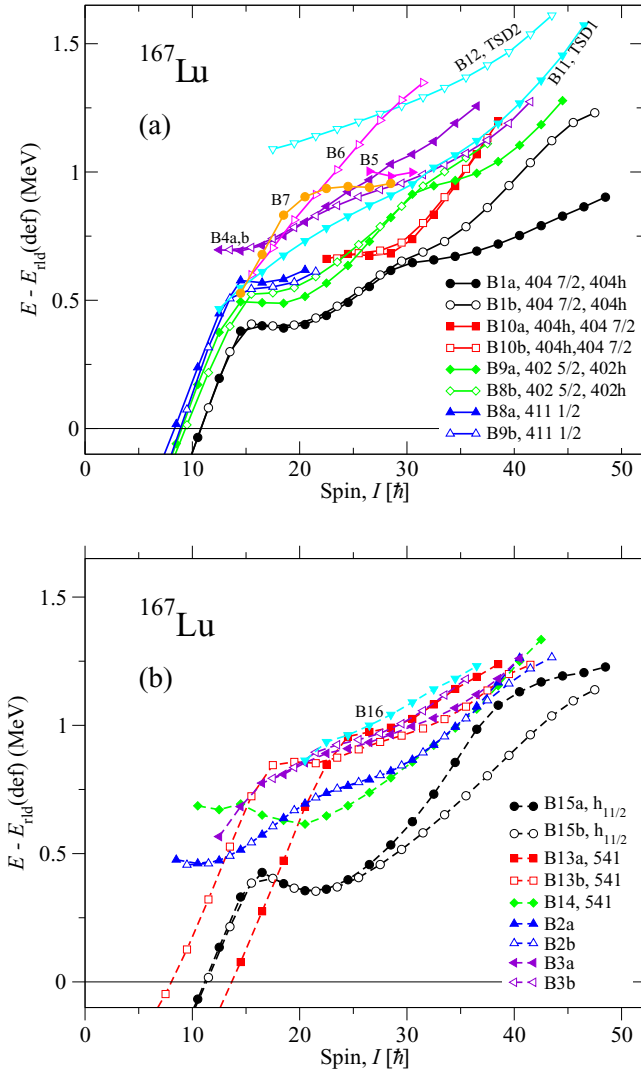 1.5
1
0.5
0
E - E_rld(def) (MeV)
¹⁶⁷Lu
(a)
B12, TSD2
B11, TSD1
B6
B5
B7
B4a,b
B1a, 404 7/2, 404h
B1b, 404 7/2, 404h
B10a, 404h, 404 7/2
B10b, 404h,404 7/2
B9a, 402 5/2, 402h
B8b, 402 5/2, 402h
B8a, 411 1/2
B9b, 411 1/2
0 10 20 30 40 50
Spin, I [ℏ]
1.5
1
0.5
0
E - E_rld(def) (MeV)
¹⁶⁷Lu
(b)
B16
B15a, h₁₁/₂
B15b, h₁₁/₂
B13a, 541
B13b, 541
B14, 541
B2a
B2b
B3a
B3b
0 10 20 30 40 50
Spin, I [ℏ]